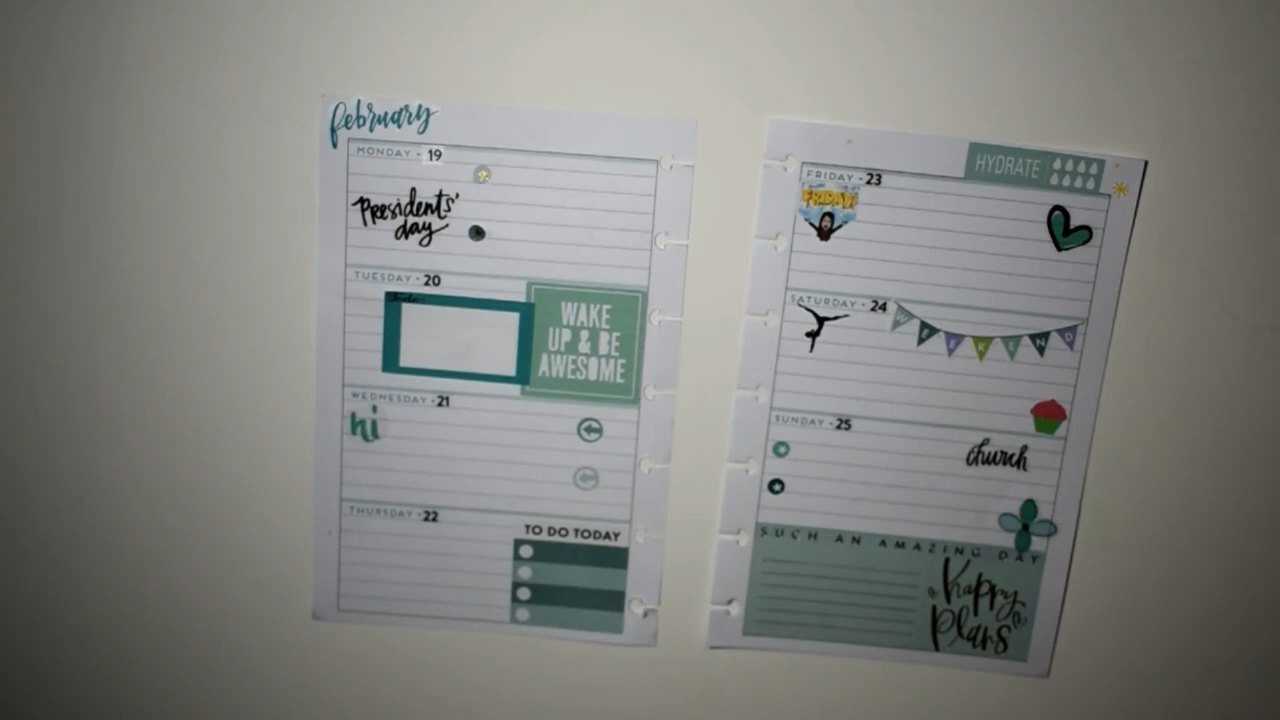 february
MONDAY • 19
Presidents'
day
TUESDAY • 20
WAKE
UP & BE
AWESOME
WEDNESDAY • 21
hi
THURSDAY • 22
TO DO TODAY
HYDRATE
FRIDAY • 23
FRIDAY!
SATURDAY • 24
WEEKEND
SUNDAY • 25
church
SUCH AN AMAZING DAY
happy
plans